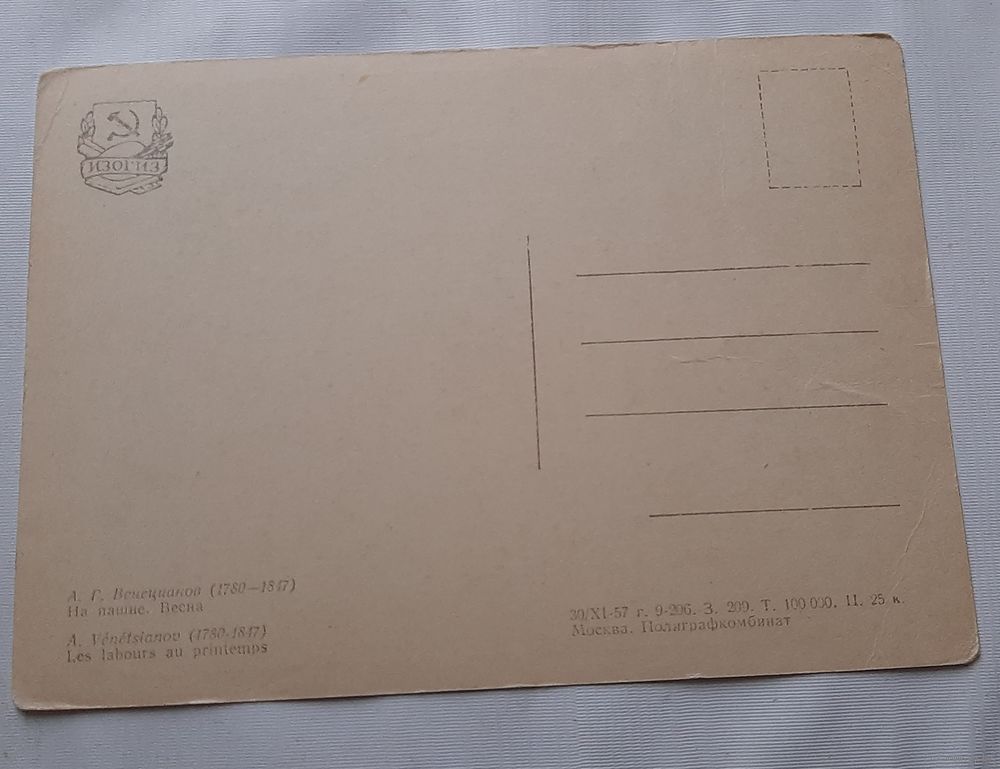 ИЗОГИЗ
А. Г. Венецианов (1780—1847)
На пашне. Весна
A. Vénétsianov (1780-1847)
Les labours au printemps
30/XI-57 г. 9-206. З. 209. Т. 100 000. Ц. 25 к.
Москва. Полиграфкомбинат